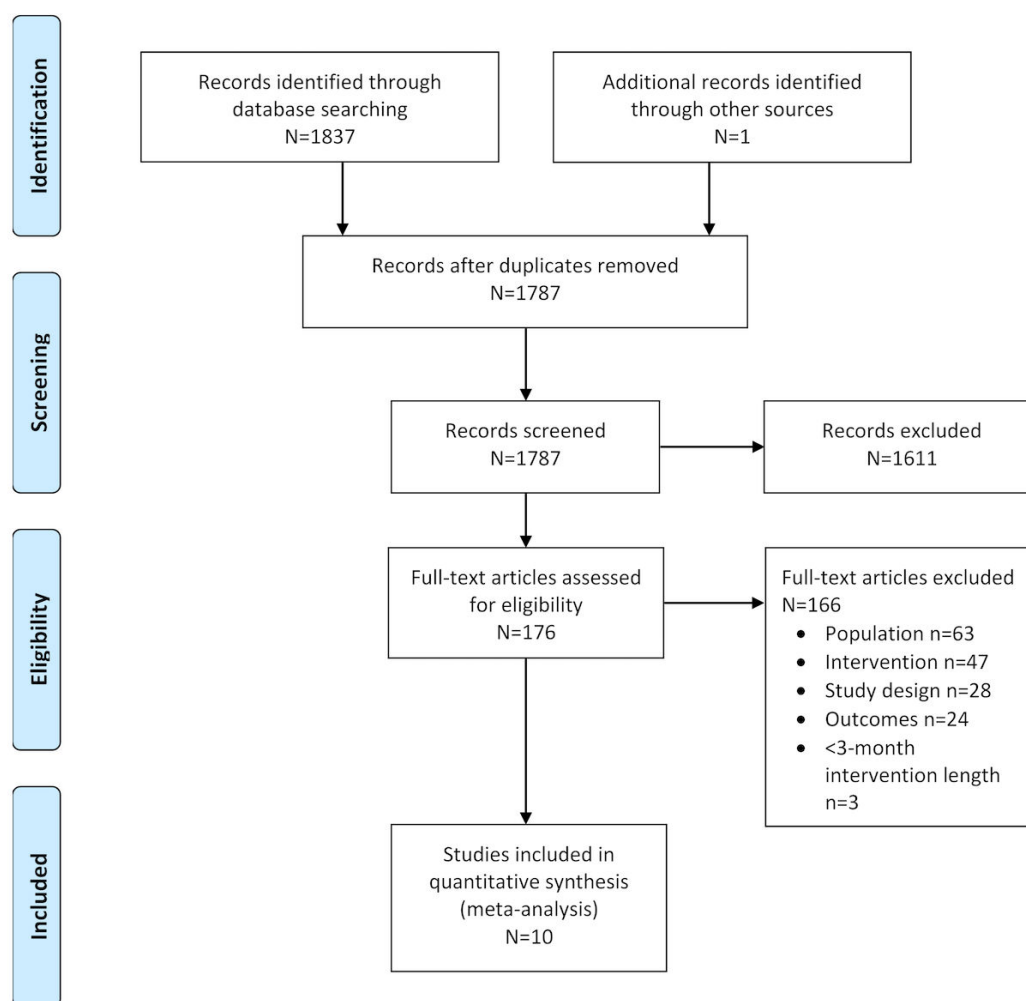 Identification
Records identified through
database searching
N=1837
Additional records identified
through other sources
N=1
Records after duplicates removed
N=1787
Screening
Records screened
N=1787
Records excluded
N=1611
Eligibility
Full-text articles assessed
for eligibility
N=176
Full-text articles excluded
N=166
• Population n=63
• Intervention n=47
• Study design n=28
• Outcomes n=24
• <3-month
intervention length
n=3
Included
Studies included in
quantitative synthesis
(meta-analysis)
N=10